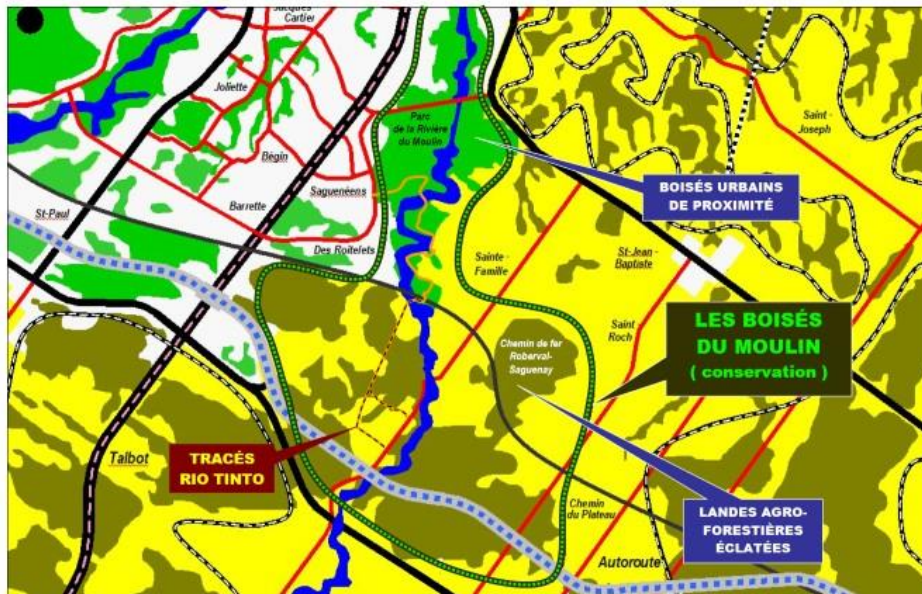 Jacques
Cartier
Joliette
Bégin
Saguenéens
Barrette
St-Paul
Des Roitelets
Parc
de la Rivière
du Moulin
Saint -
Joseph
BOISÉS URBAINS
DE PROXIMITÉ
Sainte -
Famille
St-Jean-
Baptiste
Saint
Roch
LES BOISÉS
DU MOULIN
( conservation )
Chemin de fer
Roberval-
Saguenay
TRACÉS
RIO TINTO
Talbot
Chemin
du Plateau
LANDES AGRO-
FORESTIÈRES
ÉCLATÉES
Autoroute